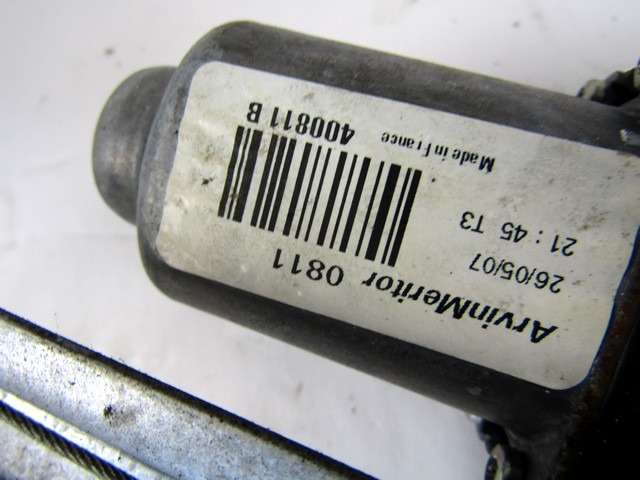 ArvinMeritor 0811
26/05/07
21 : 45 T3
Made in France
400811 B